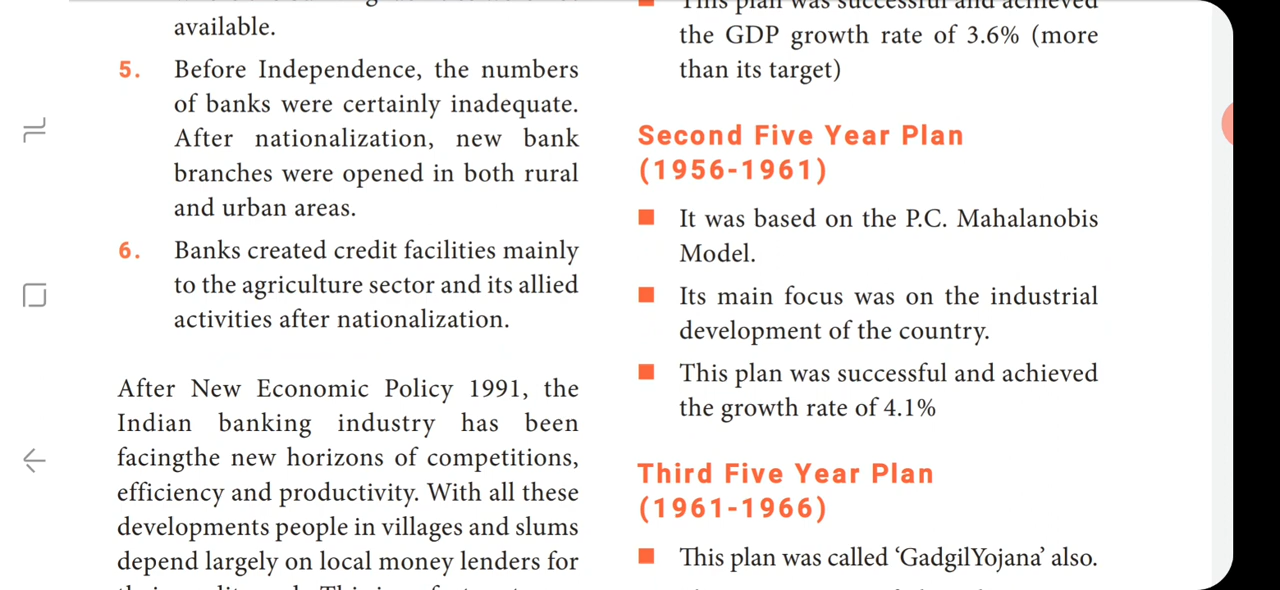 available.
5. Before Independence, the numbers
of banks were certainly inadequate.
After nationalization, new bank
branches were opened in both rural
and urban areas.
6. Banks created credit facilities mainly
to the agriculture sector and its allied
activities after nationalization.
After New Economic Policy 1991, the
Indian banking industry has been
facingthe new horizons of competitions,
efficiency and productivity. With all these
developments people in villages and slums
depend largely on local money lenders for
This plan was successful and achieved
the GDP growth rate of 3.6% (more
than its target)
Second Five Year Plan
(1956-1961)
■ It was based on the P.C. Mahalanobis
Model.
■ Its main focus was on the industrial
development of the country.
■ This plan was successful and achieved
the growth rate of 4.1%
Third Five Year Plan
(1961-1966)
■ This plan was called ‘GadgilYojana’ also.